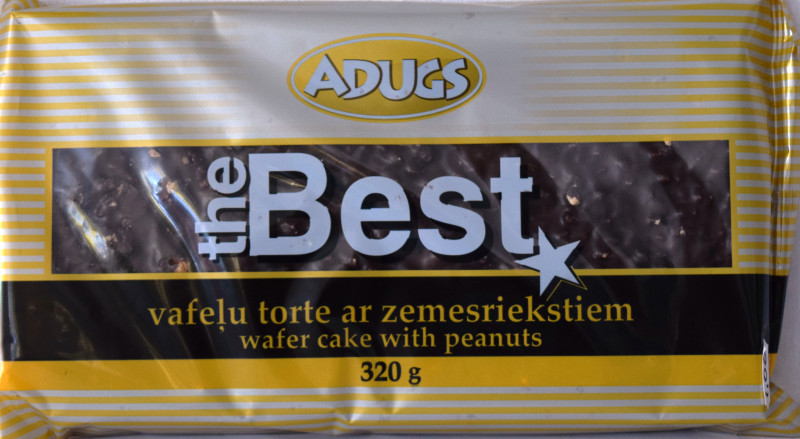 ADUGS
the Best
vafeļu torte ar zemesriekstiem
wafer cake with peanuts
320 g